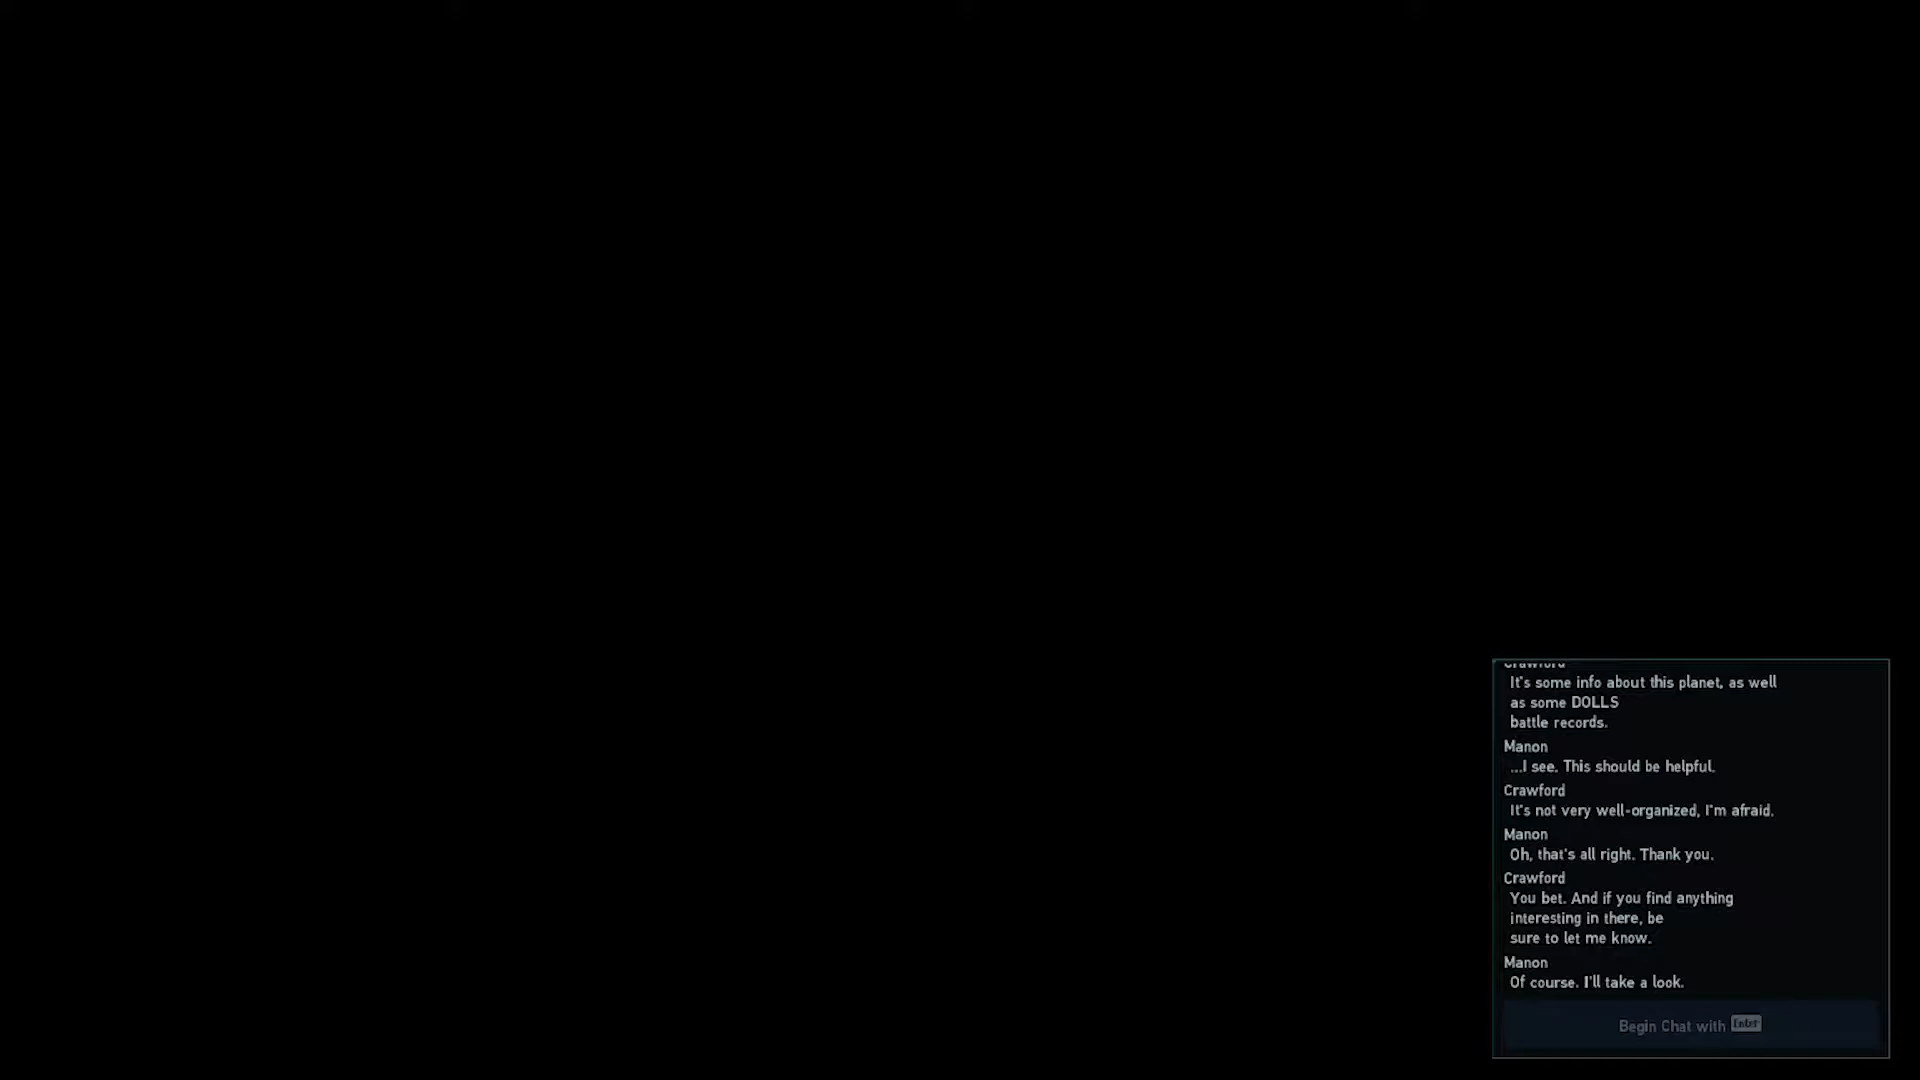 Crawford
It's some info about this planet, as well
as some DOLLS
battle records.
Manon
...I see. This should be helpful.
Crawford
It's not very well-organized, I'm afraid.
Manon
Oh, that's all right. Thank you.
Crawford
You bet. And if you find anything
interesting in there, be
sure to let me know.
Manon
Of course. I'll take a look.
Begin Chat with Enter